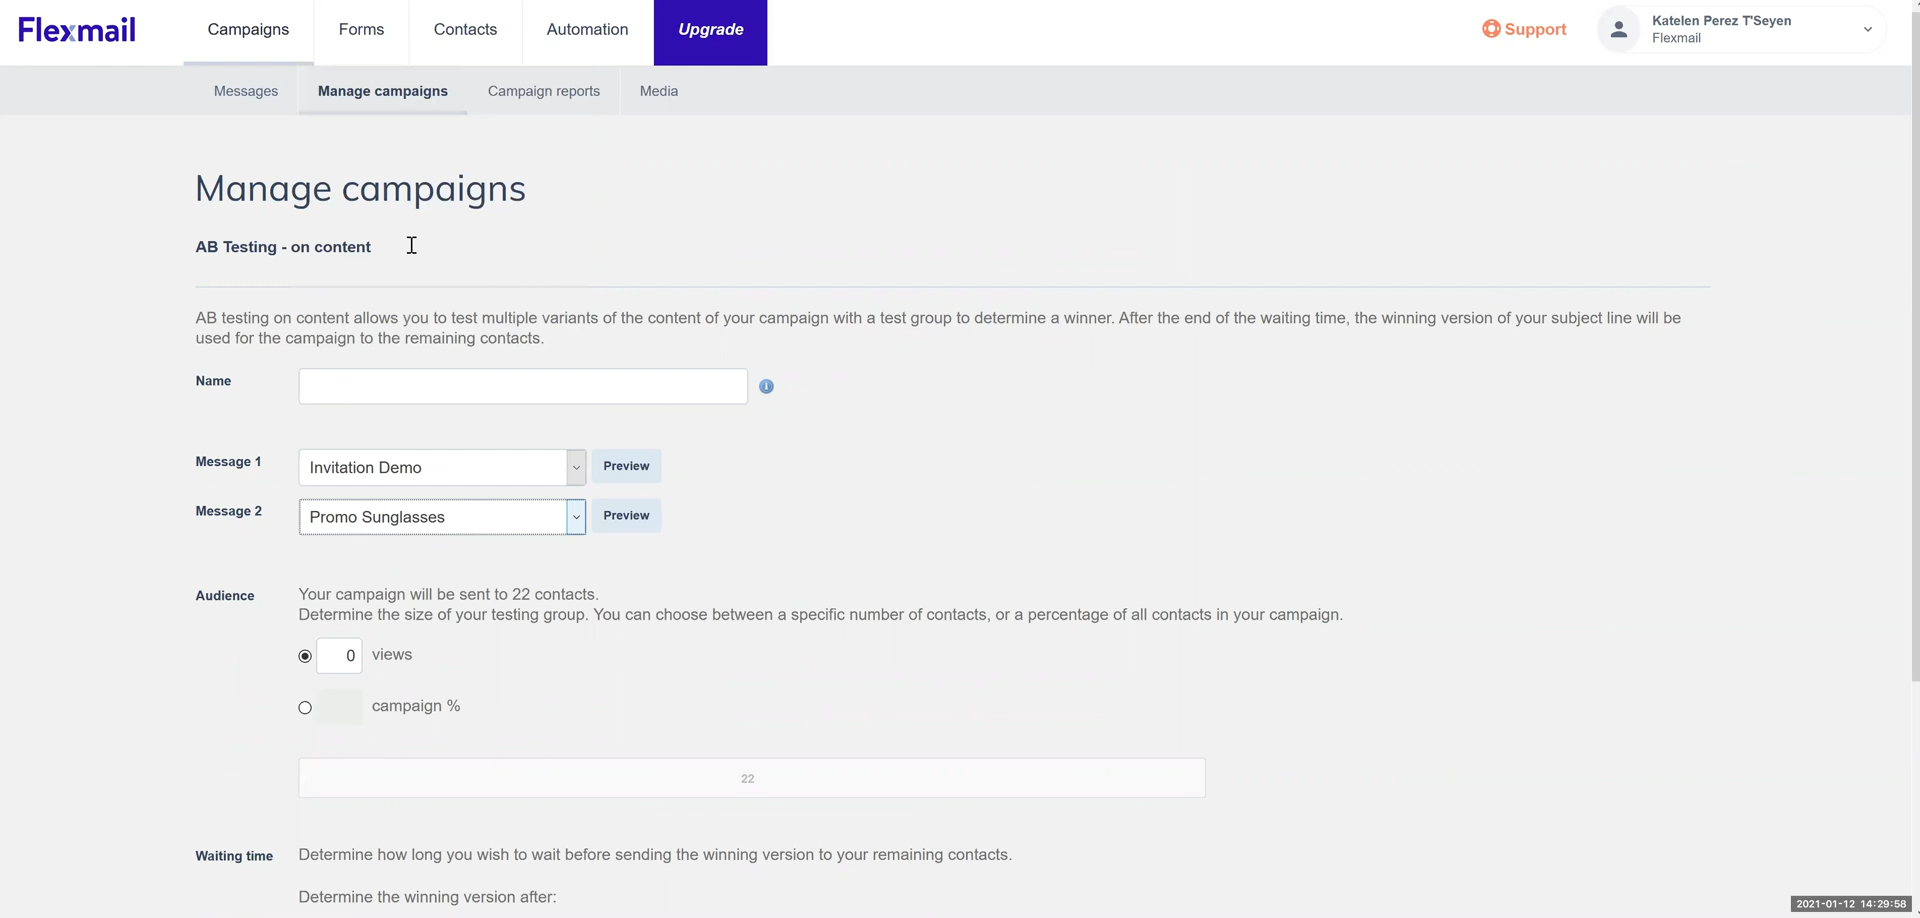 Flexmail
Campaigns
Forms
Contacts
Automation
Upgrade
Support
Katelen Perez T'Seyen
Flexmail
Messages
Manage campaigns
Campaign reports
Media
Manage campaigns
AB Testing - on content
AB testing on content allows you to test multiple variants of the content of your campaign with a test group to determine a winner. After the end of the waiting time, the winning version of your subject line will be
used for the campaign to the remaining contacts.
Name
Message 1
Invitation Demo
Preview
Message 2
Promo Sunglasses
Preview
Audience
Your campaign will be sent to 22 contacts.
Determine the size of your testing group. You can choose between a specific number of contacts, or a percentage of all contacts in your campaign.
0 views
campaign %
22
Waiting time
Determine how long you wish to wait before sending the winning version to your remaining contacts.
Determine the winning version after:
2021-01-12 14:29:58